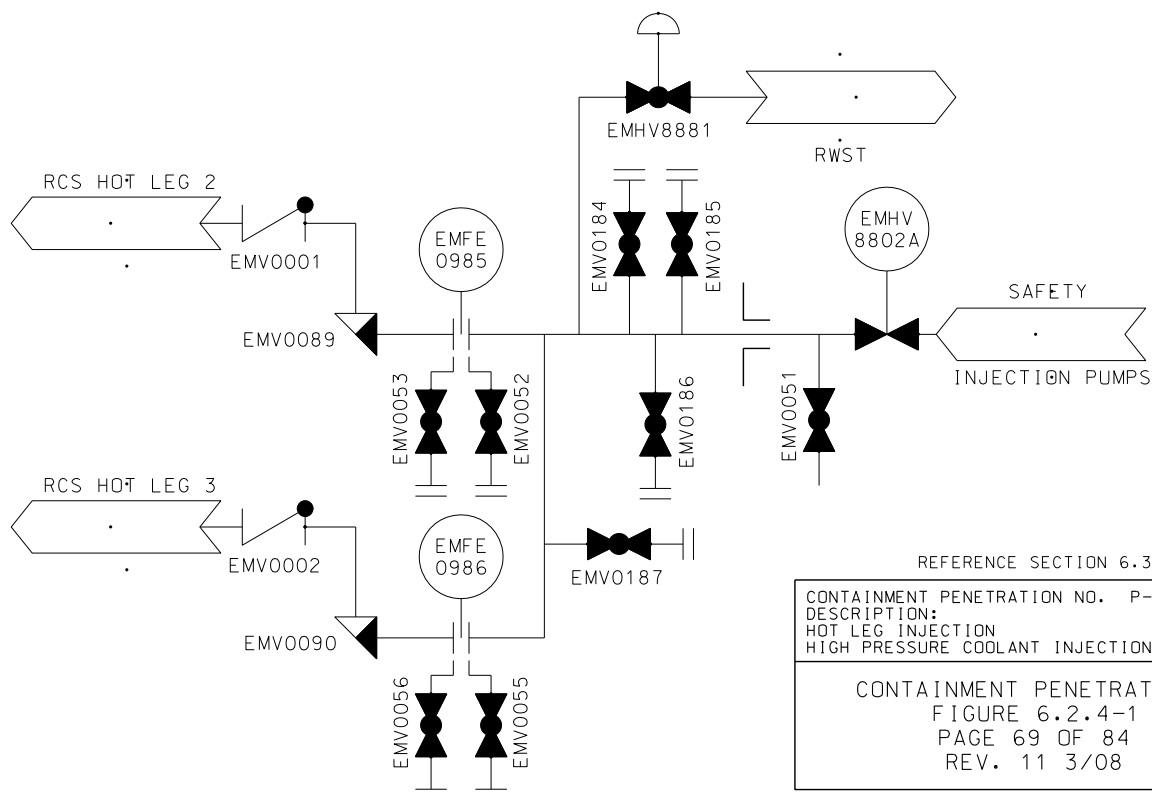 EMHV8881
RWST
RCS HOT LEG 2
EMV0001
EMFE
0985
EMV0184
EMV0185
EMHV
8802A
SAFETY
INJECTION PUMPS
EMV0089
EMV0053
EMV0052
EMV0186
EMV0051
RCS HOT LEG 3
EMV0002
EMFE
0986
EMV0187
EMV0090
EMV0056
EMV0055
REFERENCE SECTION 6.3
CONTAINMENT PENETRATION NO. P-
DESCRIPTION:
HOT LEG INJECTION
HIGH PRESSURE COOLANT INJECTION
CONTAINMENT PENETRAT
FIGURE 6.2.4-1
PAGE 69 OF 84
REV. 11 3/08